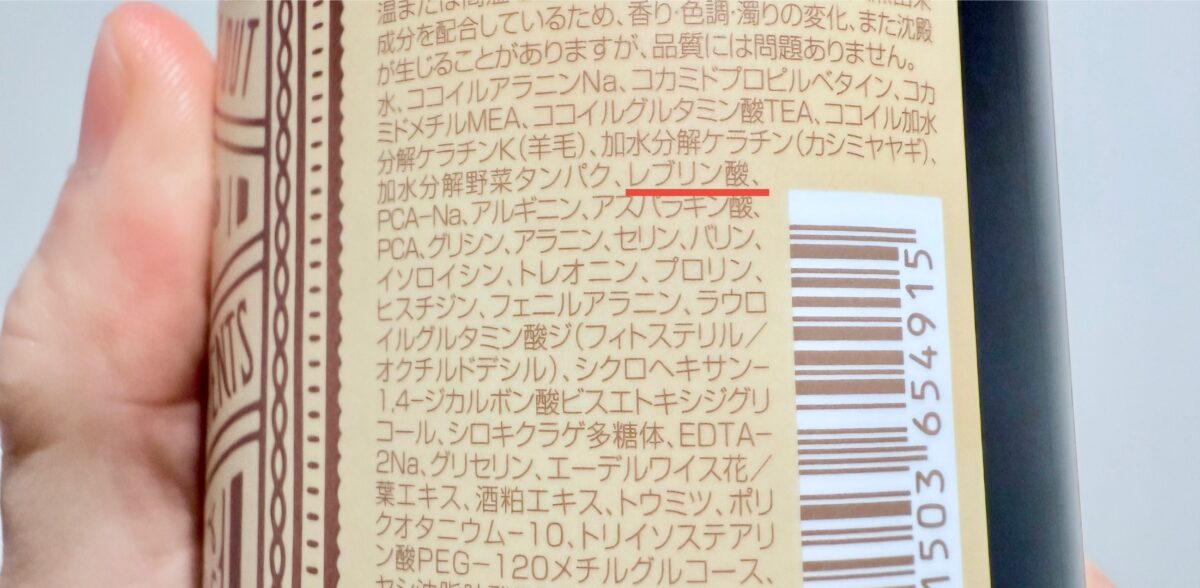 成分を配合しているため、香り・色調・濁りの変化、また沈殿
が生じることがありますが、品質には問題ありません。
水、ココイルアラニンNa、コカミドプロピルベタイン、コカ
ミドメチルMEA、ココイルグルタミン酸TEA、ココイル加水
分解ケラチンK(羊毛)、加水分解ケラチン(カシミヤヤギ)、
加水分解野菜タンパク、レブリン酸、
PCA-Na、アルギニン、アスパラギン酸、
PCA、グリシン、アラニン、セリン、バリン、
イソロイシン、トレオニン、プロリン、
ヒスチジン、フェニルアラニン、ラウロ
イルグルタミン酸ジ(フィトステリル/
オクチルドデシル)、シクロヘキサン-
1,4-ジカルボン酸ビスエトキシジグリ
コール、シロキクラゲ多糖体、EDTA-
2Na、グリセリン、エーデルワイス花/
葉エキス、酒粕エキス、トウミツ、ポリ
クオタニウム-10、トリイソステアリ
ン酸PEG-120メチルグルコース、
503 654915
ENTS